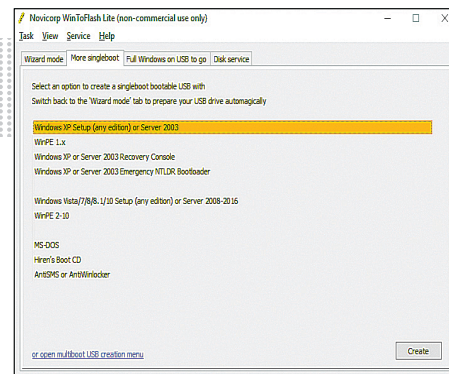 Novicorp WinToFlash Lite (non-commercial use only)
Task View Service Help
Wizard mode More singleboot Full Windows on USB to go Disk service
Select an option to create a singleboot bootable USB with
Switch back to the 'Wizard mode' tab to prepare your USB drive automagically
Windows XP Setup (any edition) or Server 2003
WinPE 1.x
Windows XP or Server 2003 Recovery Console
Windows XP or Server 2003 Emergency NTLDR Bootloader
Windows Vista/7/8/8.1/10 Setup (any edition) or Server 2008-2016
WinPE 2-10
MS-DOS
Hiren's Boot CD
AntiSMS or AntiWinlocker
or open multiboot USB creation menu
Create